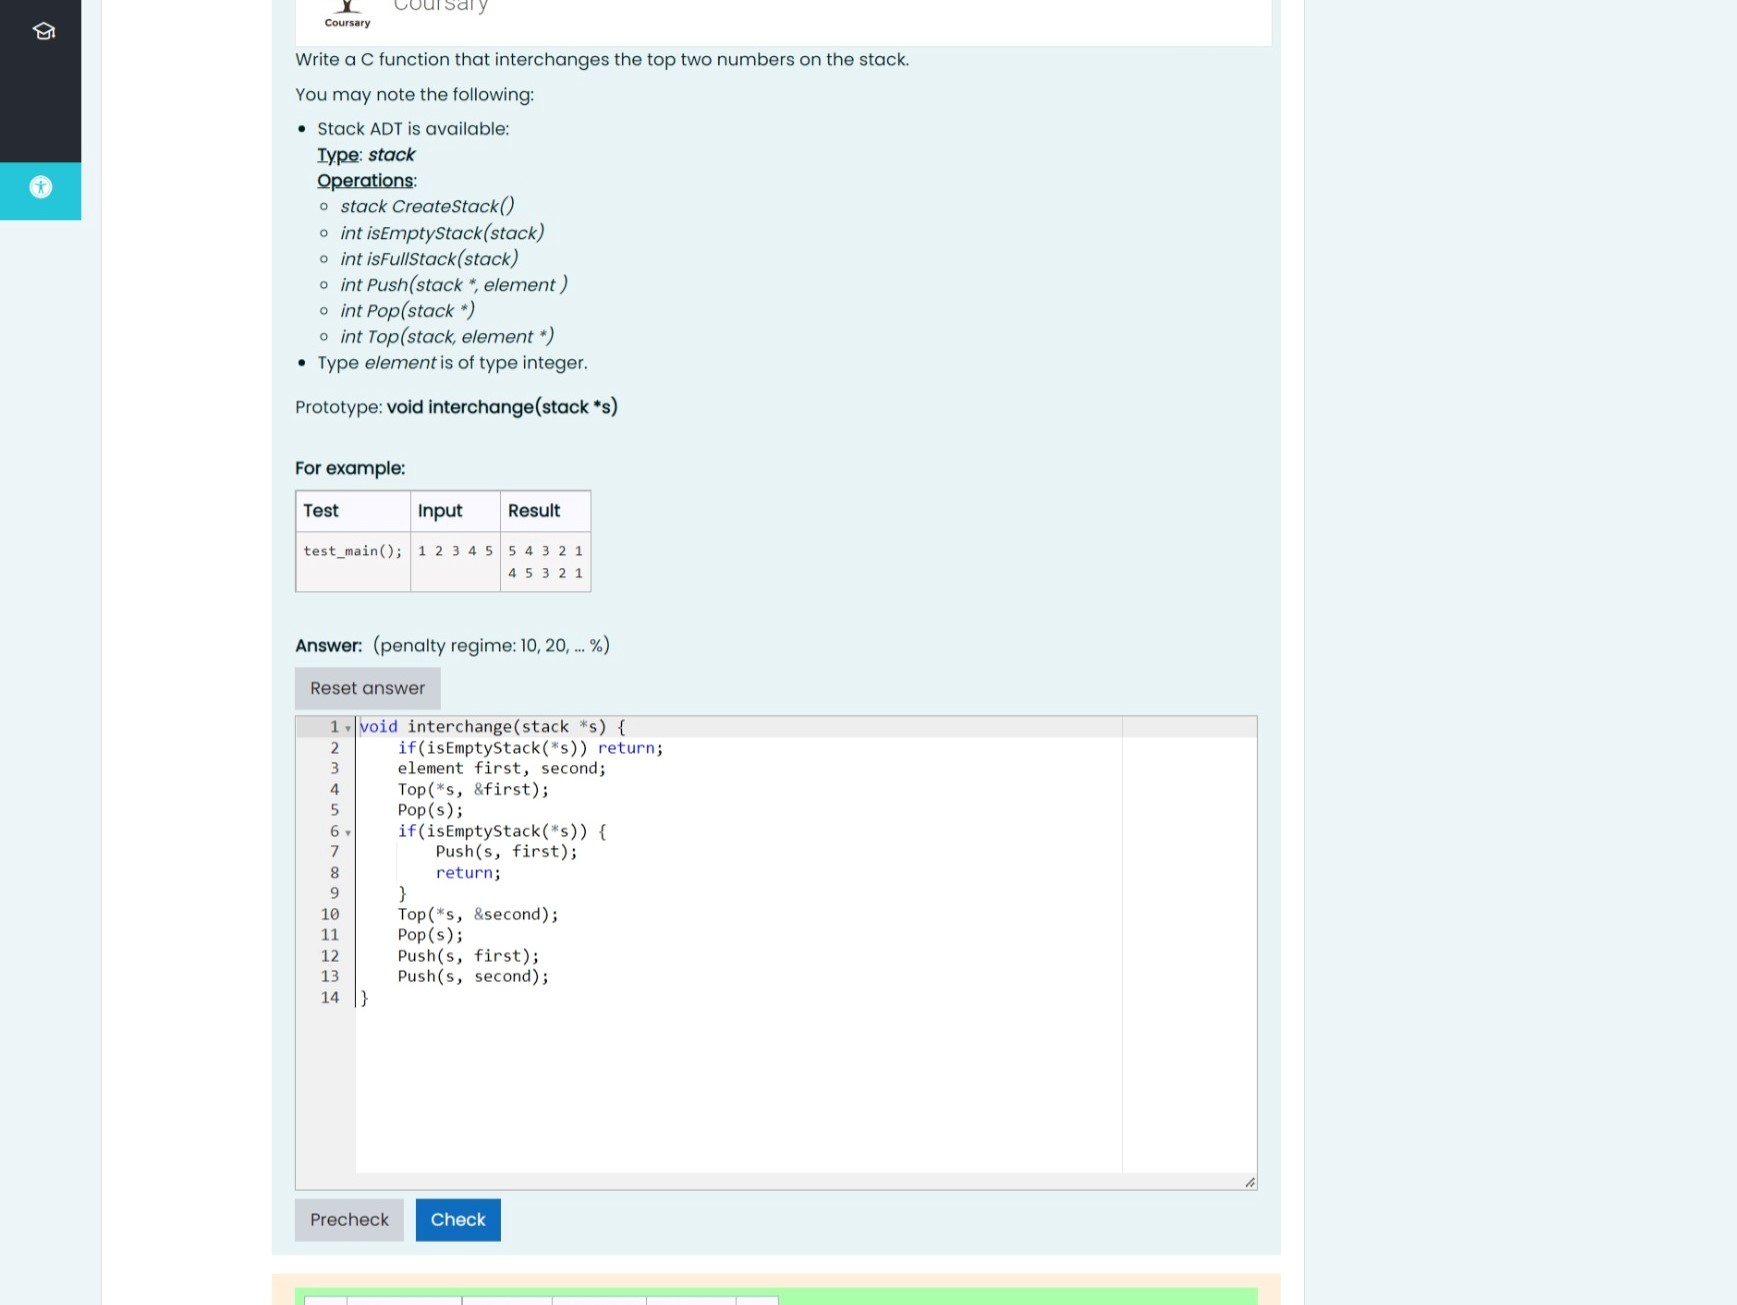 Coursary
Coursary
Write a C function that interchanges the top two numbers on the stack.
You may note the following:
• Stack ADT is available:
Type: stack
Operations:
○ stack CreateStack()
○ int isEmptyStack(stack)
○ int isFullStack(stack)
○ int Push(stack *, element )
○ int Pop(stack *)
○ int Top(stack, element *)
• Type element is of type integer.
Prototype: void interchange(stack *s)
For example:
Test Input Result
test_main(); 1 2 3 4 5 5 4 3 2 1
4 5 3 2 1
Answer: (penalty regime: 10, 20, ... %)
Reset answer
1 void interchange(stack *s) {
2     if(isEmptyStack(*s)) return;
3     element first, second;
4     Top(*s, &first);
5     Pop(s);
6     if(isEmptyStack(*s)) {
7         Push(s, first);
8         return;
9     }
10     Top(*s, &second);
11     Pop(s);
12     Push(s, first);
13     Push(s, second);
14 }
Precheck Check